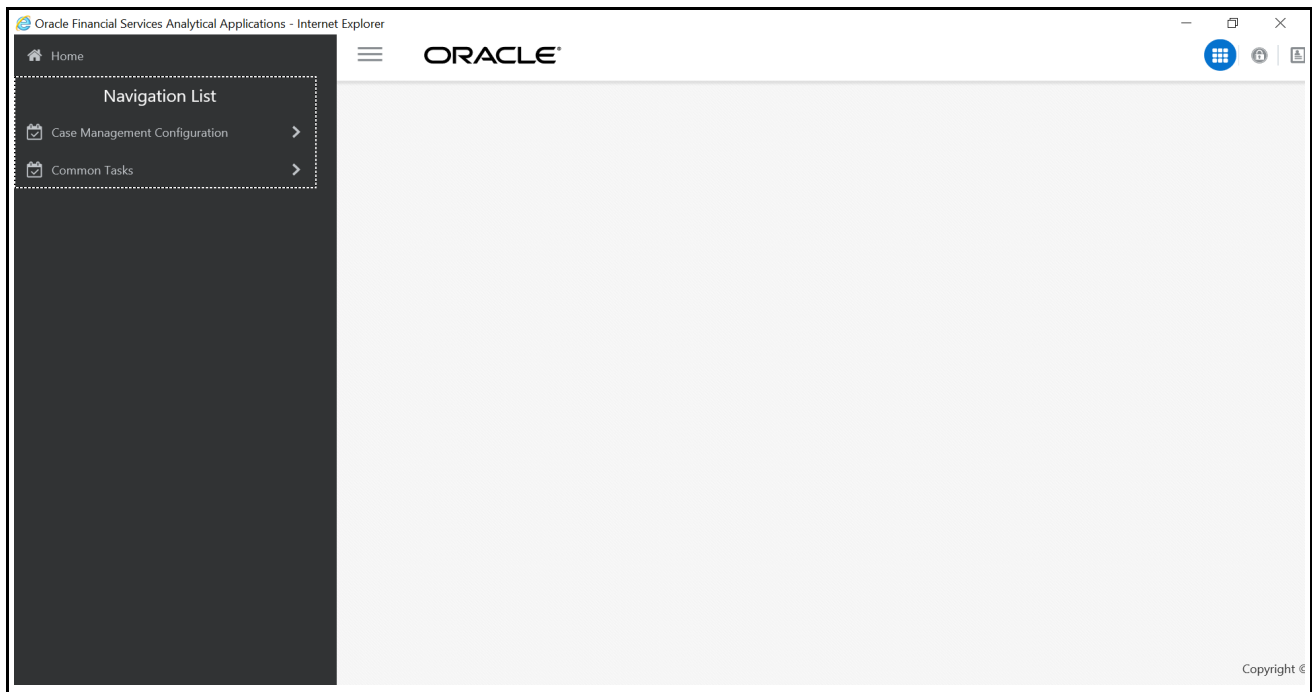 Oracle Financial Services Analytical Applications - Internet Explorer
Home
ORACLE®
Navigation List
Case Management Configuration
Common Tasks
Copyright ©